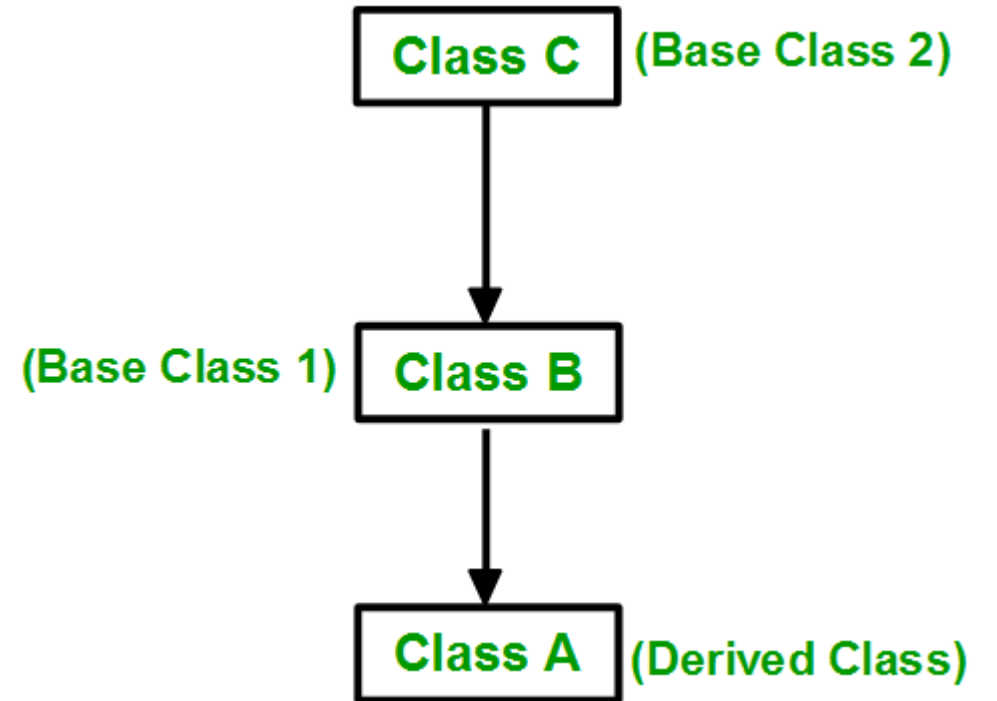 Class C
(Base Class 2)
(Base Class 1)
Class B
Class A
(Derived Class)